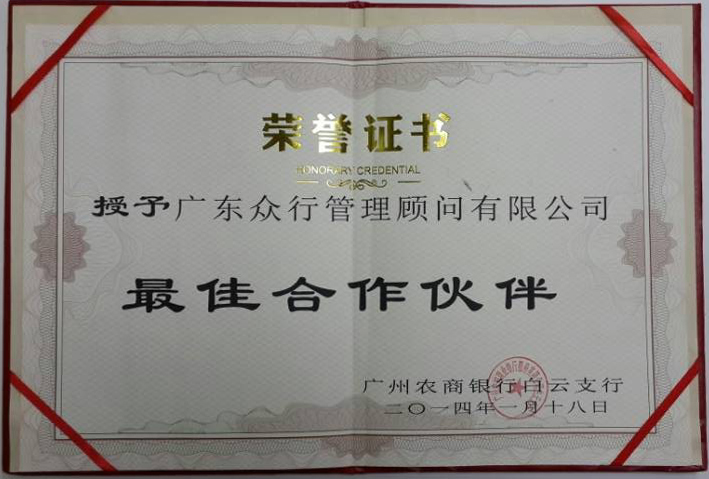 荣誉证书
HONORARY CREDENTIAL
授予广东众行管理顾问有限公司
最佳合作伙伴
广州农商银行白云支行
二〇一四年一月十八日